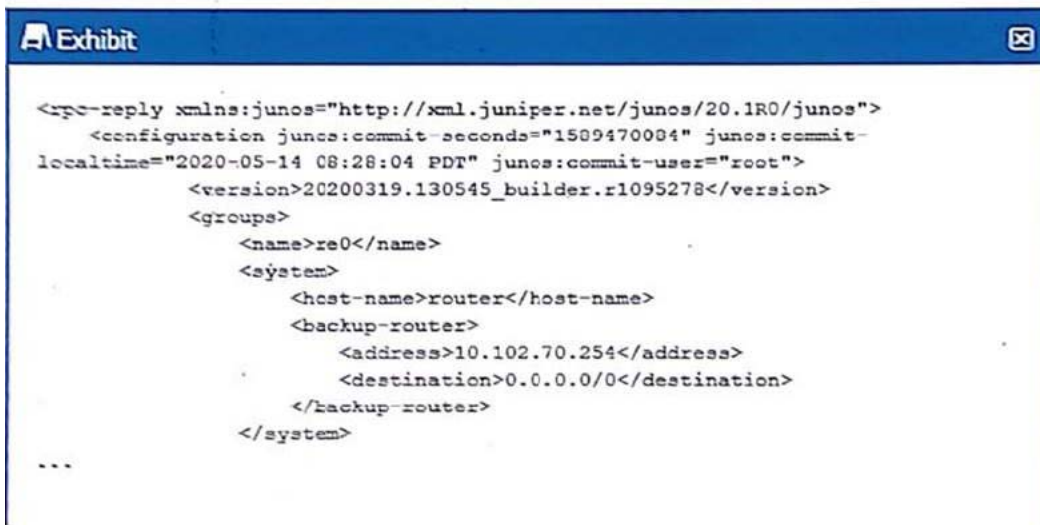 Exhibit
<rpc-reply xmlns:junos="http://xml.juniper.net/junos/20.1R0/junos">
<configuration junos:commit-seconds="1589470084" junos:commit-
localtime="2020-05-14 08:28:04 PDT" junos:commit-user="root">
<version>20200319.130545_builder.r1095278</version>
<groups>
<name>re0</name>
<system>
<host-name>router</host-name>
<backup-router>
<address>10.102.70.254</address>
<destination>0.0.0.0/0</destination>
</backup-router>
</system>
...